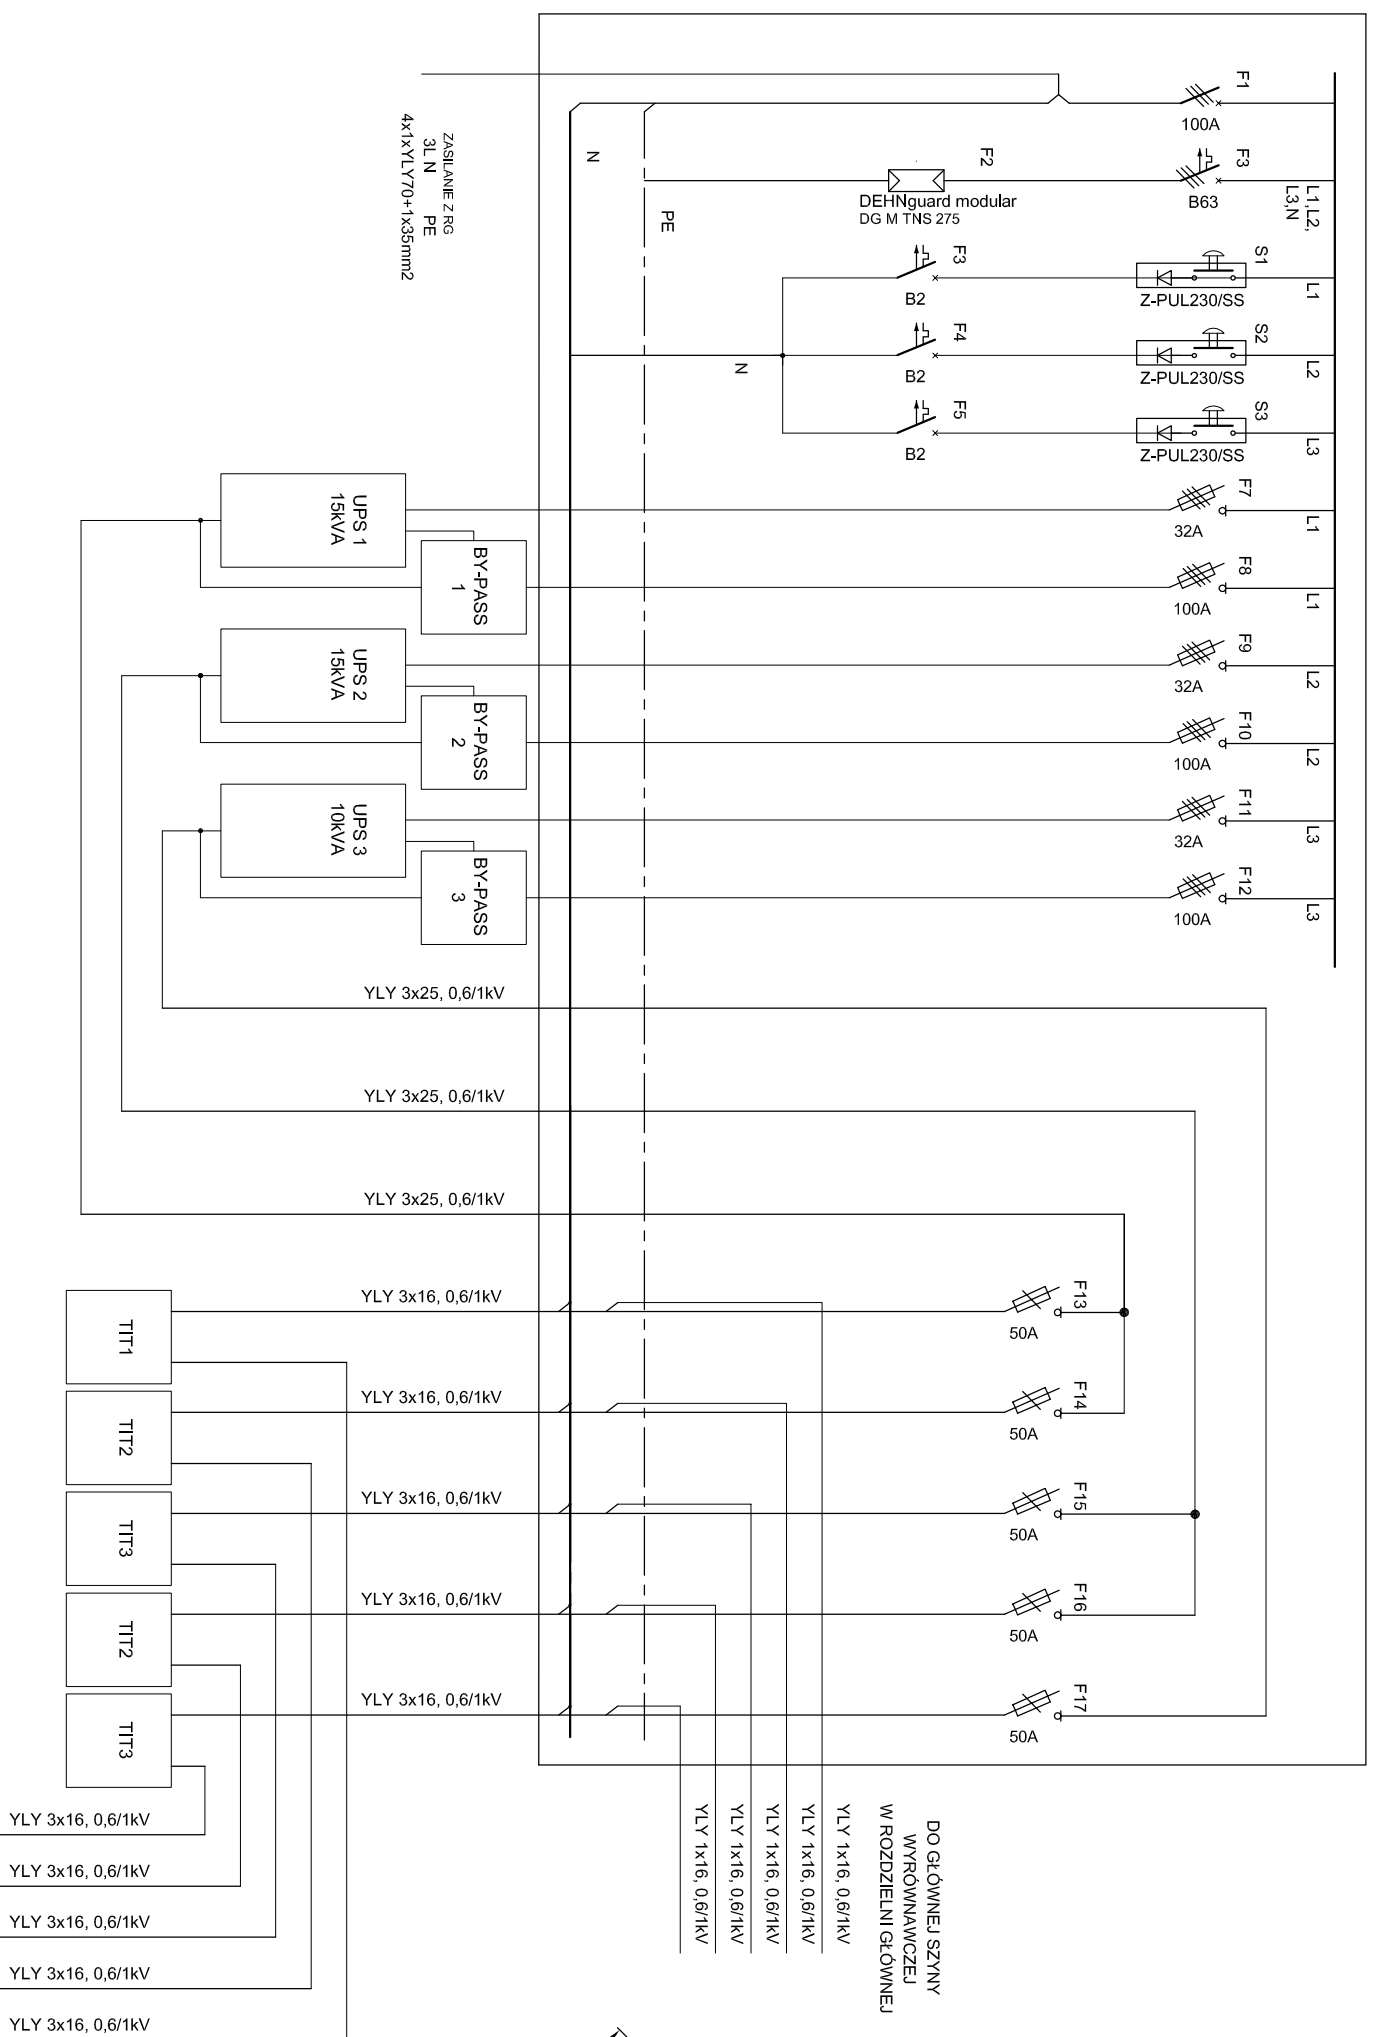 F1
100A
F3
B63
L1,L2,
L3,N
F2
DEHNguard modular
DG M TNS 275
N
PE
ZASILANIE Z RG
3L N PE
4x1xYLY70+1x35mm2
F3
B2
S1
Z-PUL230/SS
L1
F4
B2
S2
Z-PUL230/SS
L2
N
F5
B2
S3
Z-PUL230/SS
L3
UPS 1
15kVA
BY-PASS
1
F7
32A
L1
F8
100A
L1
UPS 2
15kVA
BY-PASS
2
F9
32A
L2
F10
100A
L2
UPS 3
10kVA
BY-PASS
3
F11
32A
L3
F12
100A
L3
YLY 3x25, 0,6/1kV
YLY 3x25, 0,6/1kV
YLY 3x25, 0,6/1kV
TIT1
YLY 3x16, 0,6/1kV
F13
50A
TIT2
YLY 3x16, 0,6/1kV
F14
50A
TIT3
YLY 3x16, 0,6/1kV
F15
50A
TIT2
YLY 3x16, 0,6/1kV
F16
50A
TIT3
YLY 3x16, 0,6/1kV
F17
50A
DO GŁÓWNEJ SZYNY
WYRÓWNAWCZEJ
W ROZDZIELNI GŁÓWNEJ
YLY 1x16, 0,6/1kV
YLY 1x16, 0,6/1kV
YLY 1x16, 0,6/1kV
YLY 1x16, 0,6/1kV
YLY 1x16, 0,6/1kV
YLY 3x16, 0,6/1kV
YLY 3x16, 0,6/1kV
YLY 3x16, 0,6/1kV
YLY 3x16, 0,6/1kV
YLY 3x16, 0,6/1kV